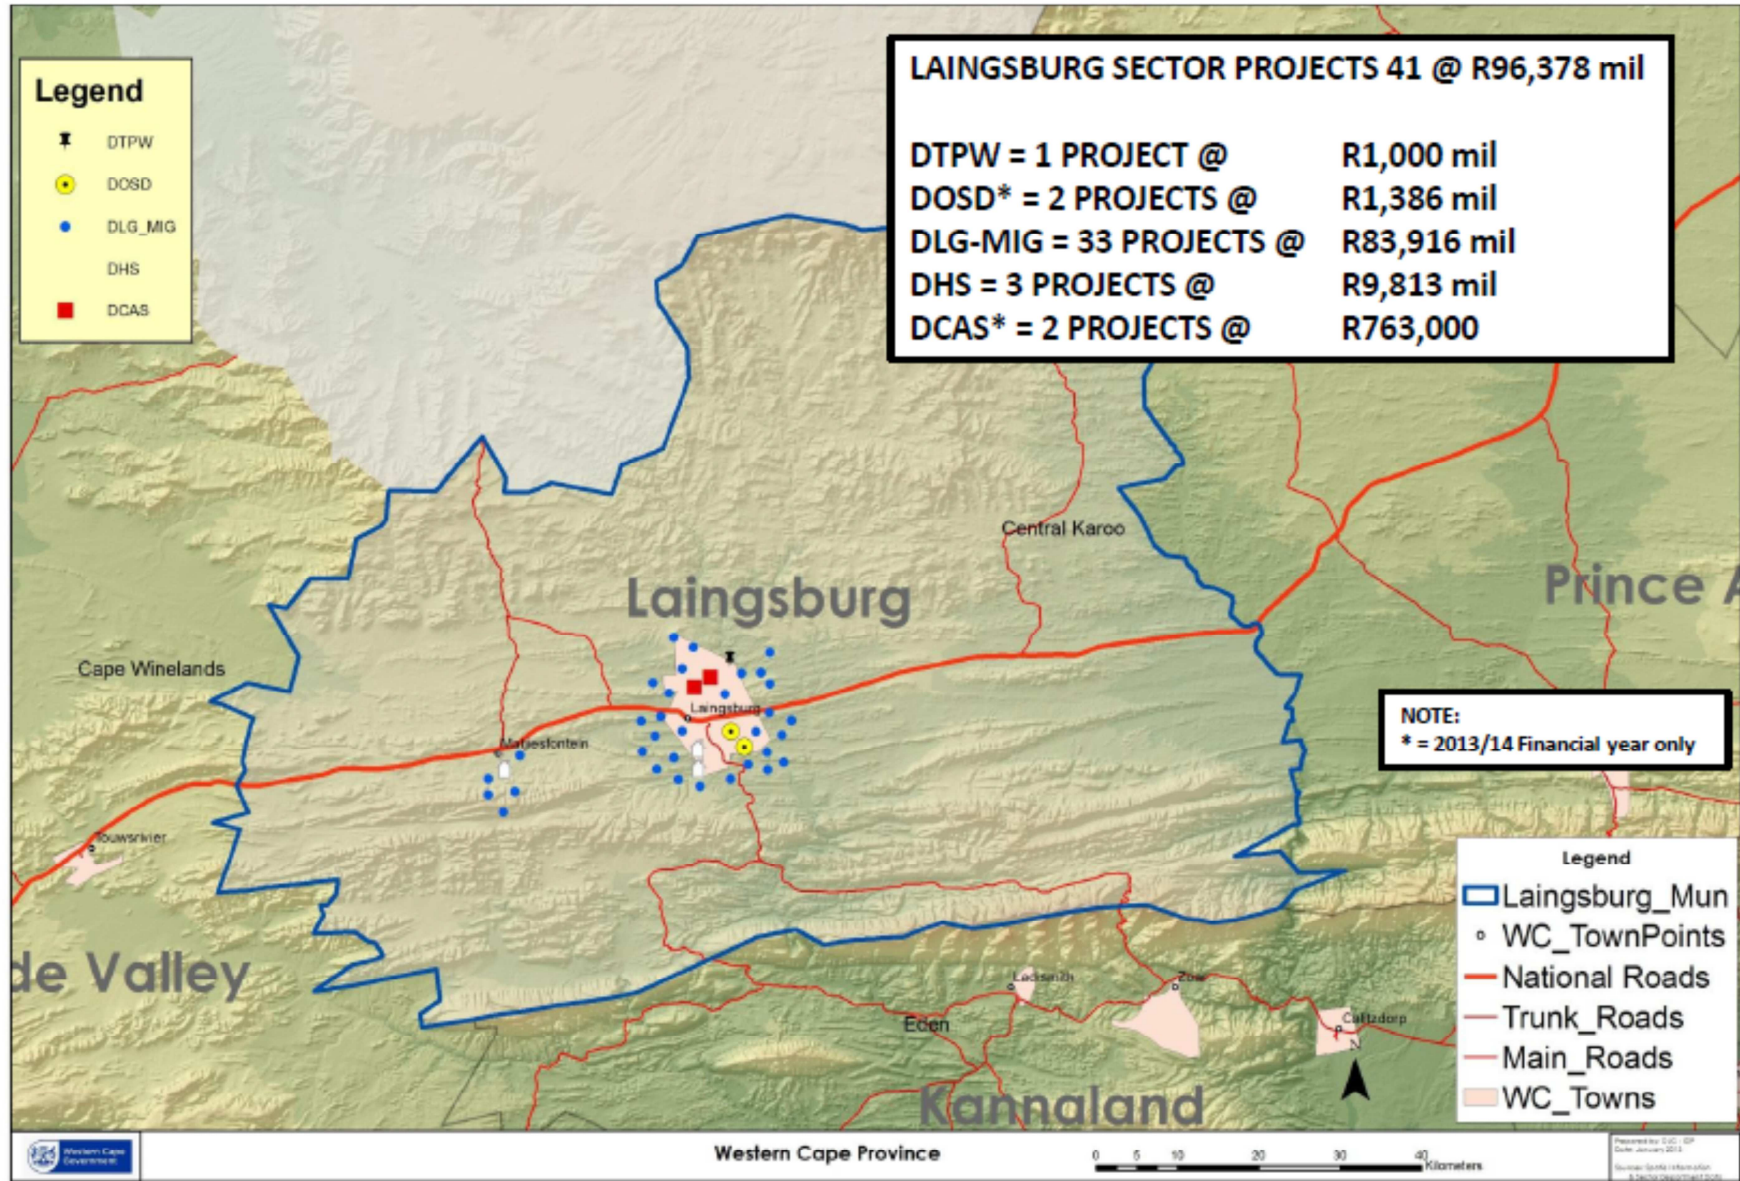 LAINGSBURG SECTOR PROJECTS 41 @ R96,378 mil
DTPW = 1 PROJECT @ R1,000 mil
DOSD* = 2 PROJECTS @ R1,386 mil
DLG-MIG = 33 PROJECTS @ R83,916 mil
DHS = 3 PROJECTS @ R9,813 mil
DCAS* = 2 PROJECTS @ R763,000
Legend
DTPW
DOSD
DLG_MIG
DHS
DCAS
Central Karoo
Laingsburg
Prince A
Cape Winelands
Laingsburg
Matjiesfontein
NOTE:
* = 2013/14 Financial year only
Touwsrivier
de Valley
Ladismith
Zoar
Eden
Calitzdorp
N
Kannaland
Legend
Laingsburg_Mun
WC_TownPoints
National Roads
Trunk_Roads
Main_Roads
WC_Towns
Western Cape
Government
Western Cape Province
0 5 10 20 30 40
Kilometers